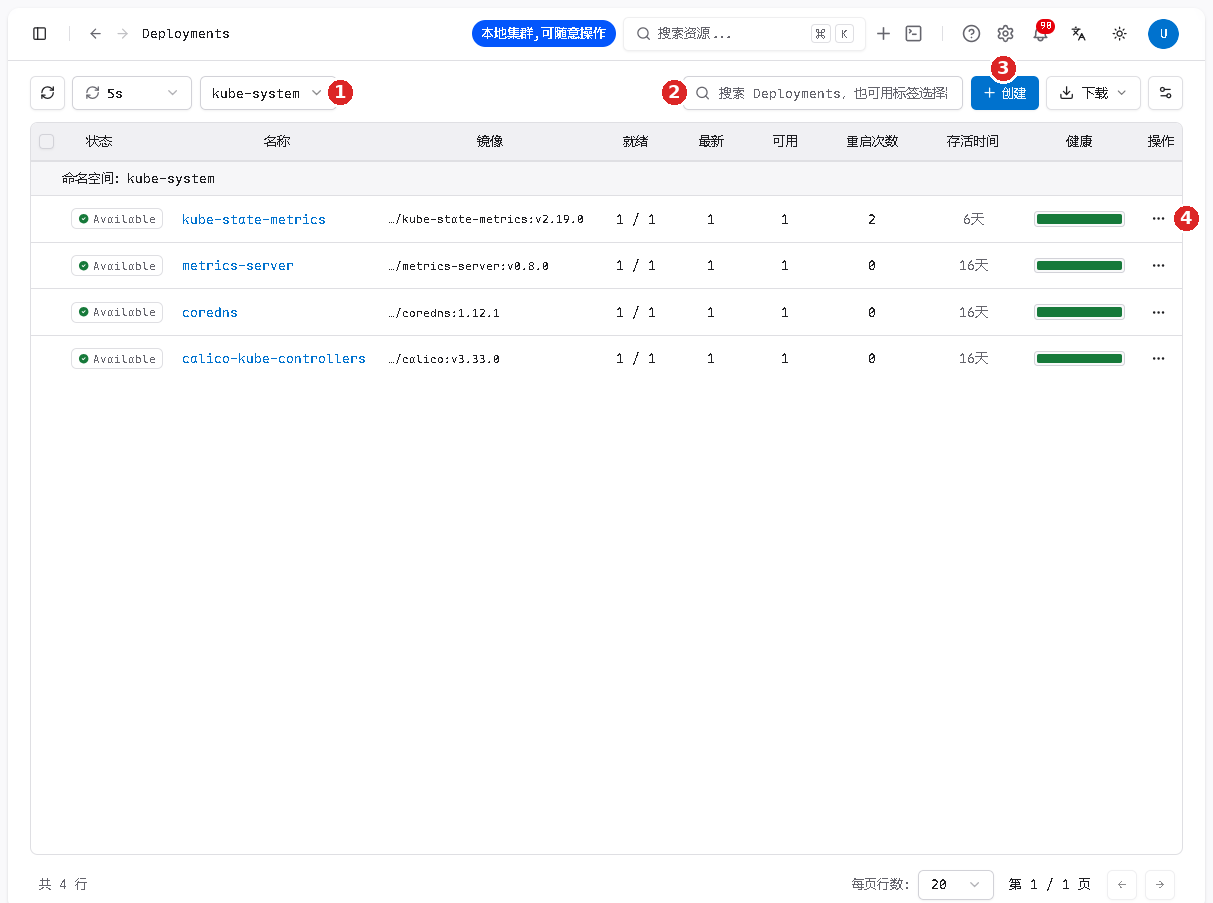 Deployments 本地集群,可随意操作 搜索资源... ⌘ K 90 U
5s kube-system 1 2 搜索 Deployments，也可用标签选择 3 创建 下载
状态 名称 镜像 就绪 最新 可用 重启次数 存活时间 健康 操作
命名空间: kube-system
Available kube-state-metrics …/kube-state-metrics:v2.19.0 1 / 1 1 1 2 6天 ... 4
Available metrics-server …/metrics-server:v0.8.0 1 / 1 1 1 0 16天 ...
Available coredns …/coredns:1.12.1 1 / 1 1 1 0 16天 ...
Available calico-kube-controllers …/calico:v3.33.0 1 / 1 1 1 0 16天 ...
共 4 行 每页行数: 20 第 1 / 1 页